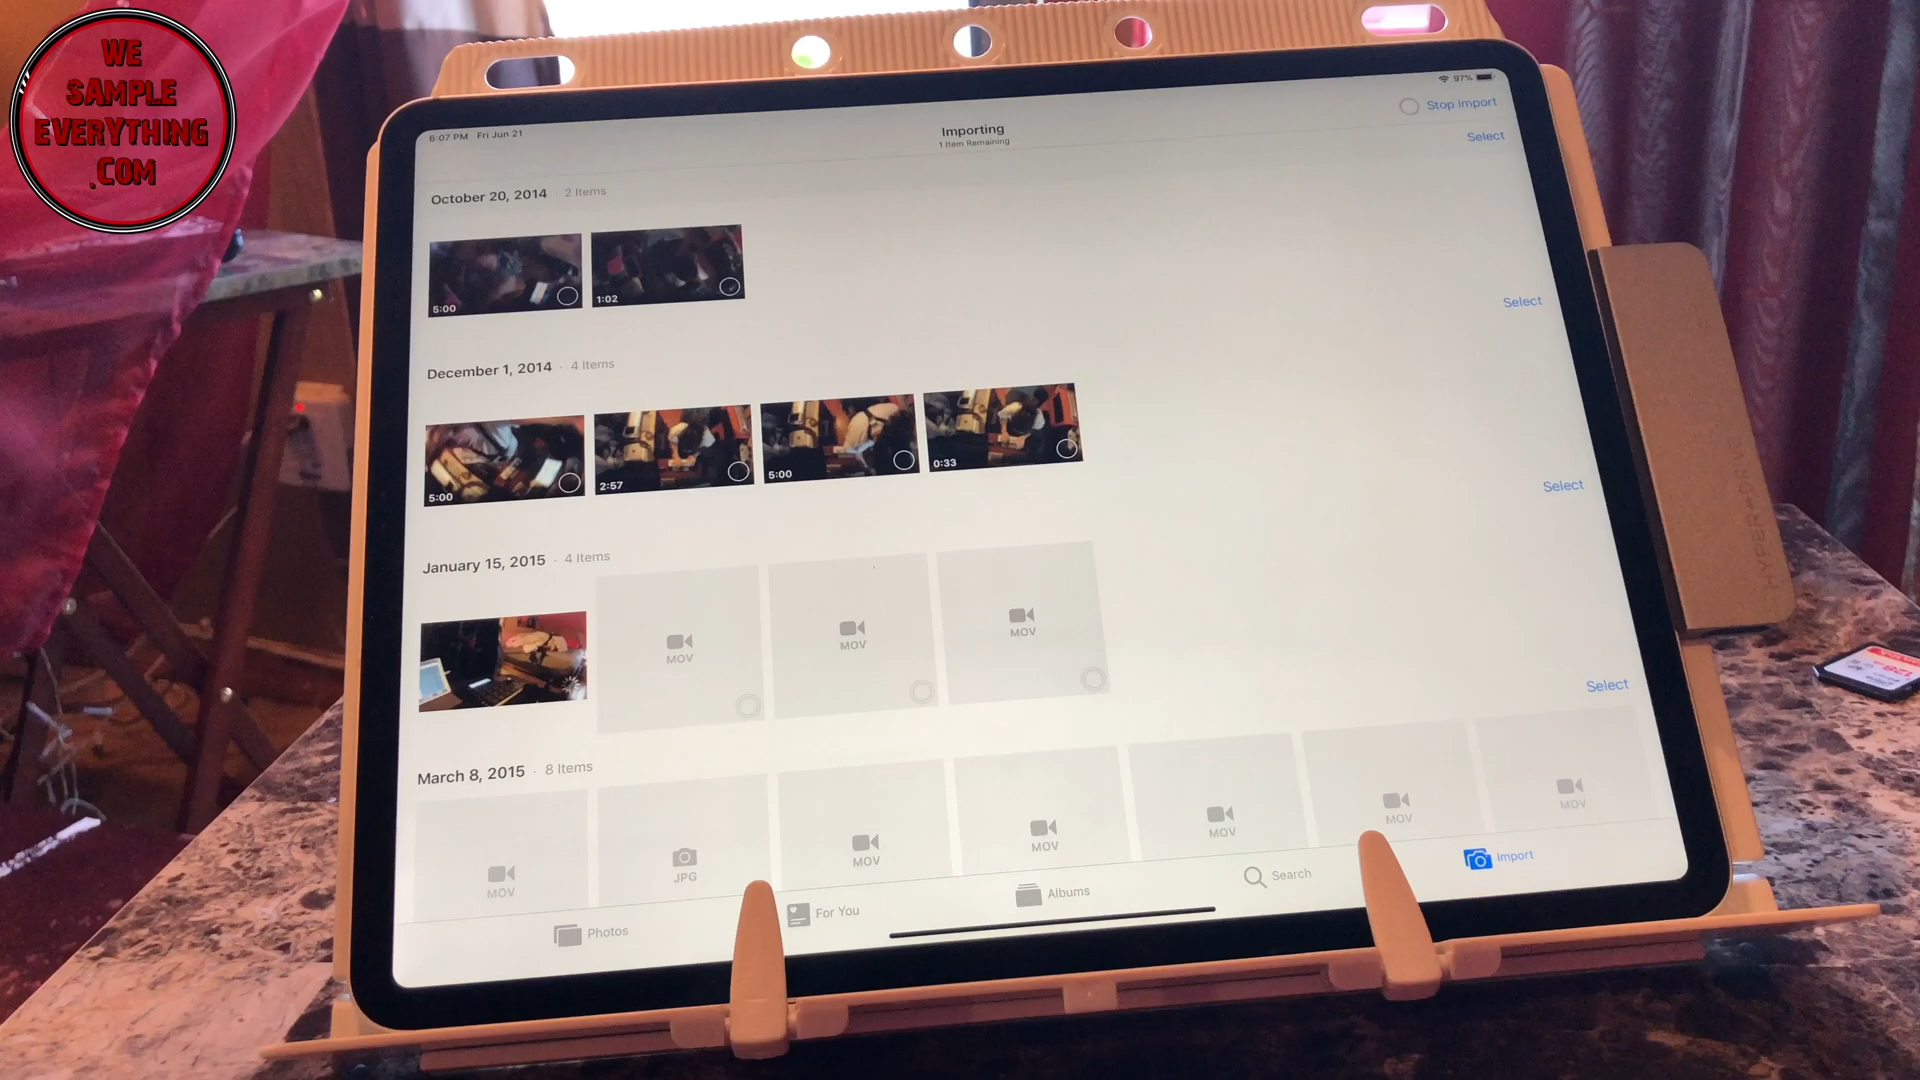 WE
SAMPLE
EVERYTHING
.COM
6:07 PM Fri Jun 21
97%
Importing
1 Item Remaining
Stop Import
Select
October 20, 2014 · 2 Items
5:00
1:02
Select
December 1, 2014 · 4 Items
5:00
2:57
5:00
0:33
Select
January 15, 2015 · 4 Items
MOV
MOV
MOV
Select
March 8, 2015 · 8 Items
MOV
JPG
MOV
MOV
MOV
MOV
MOV
Photos
For You
Albums
Search
Import
HYPERDRIVE
128